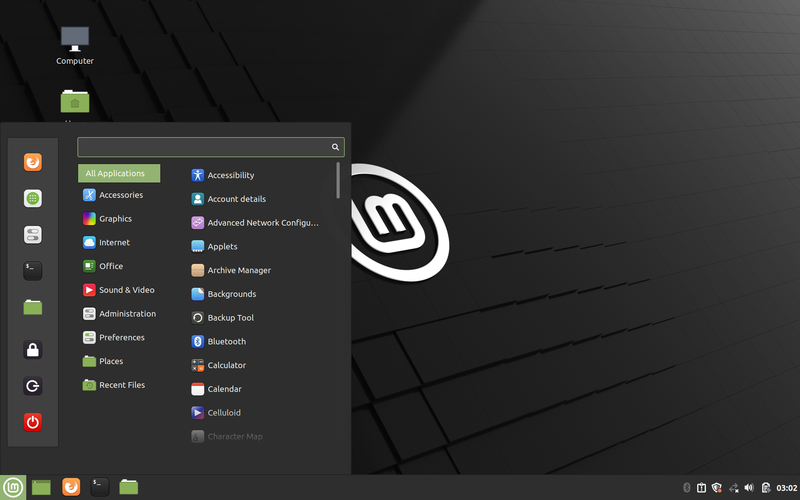 Computer
All Applications
Accessories
Graphics
Internet
Office
Sound & Video
Administration
Preferences
Places
Recent Files
Accessibility
Account details
Advanced Network Configu...
Applets
Archive Manager
Backgrounds
Backup Tool
Bluetooth
Calculator
Calendar
Celluloid
Character Map
03:02